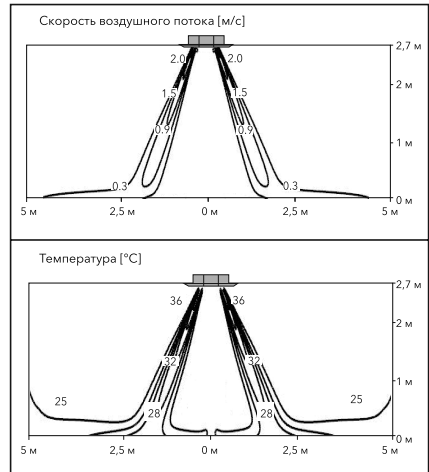 Скорость воздушного потока [м/с]
2,7 м
2.0 2.0
2 м
1.5 1.5
0.9 0.9
1 м
0.3 0.3
0 м
5 м 2,5 м 0 м 2,5 м 5 м
Температура [°C]
2,7 м
36 36
2 м
32 32
1 м
25 25
28 28
0 м
5 м 2,5 м 0 м 2,5 м 5 м